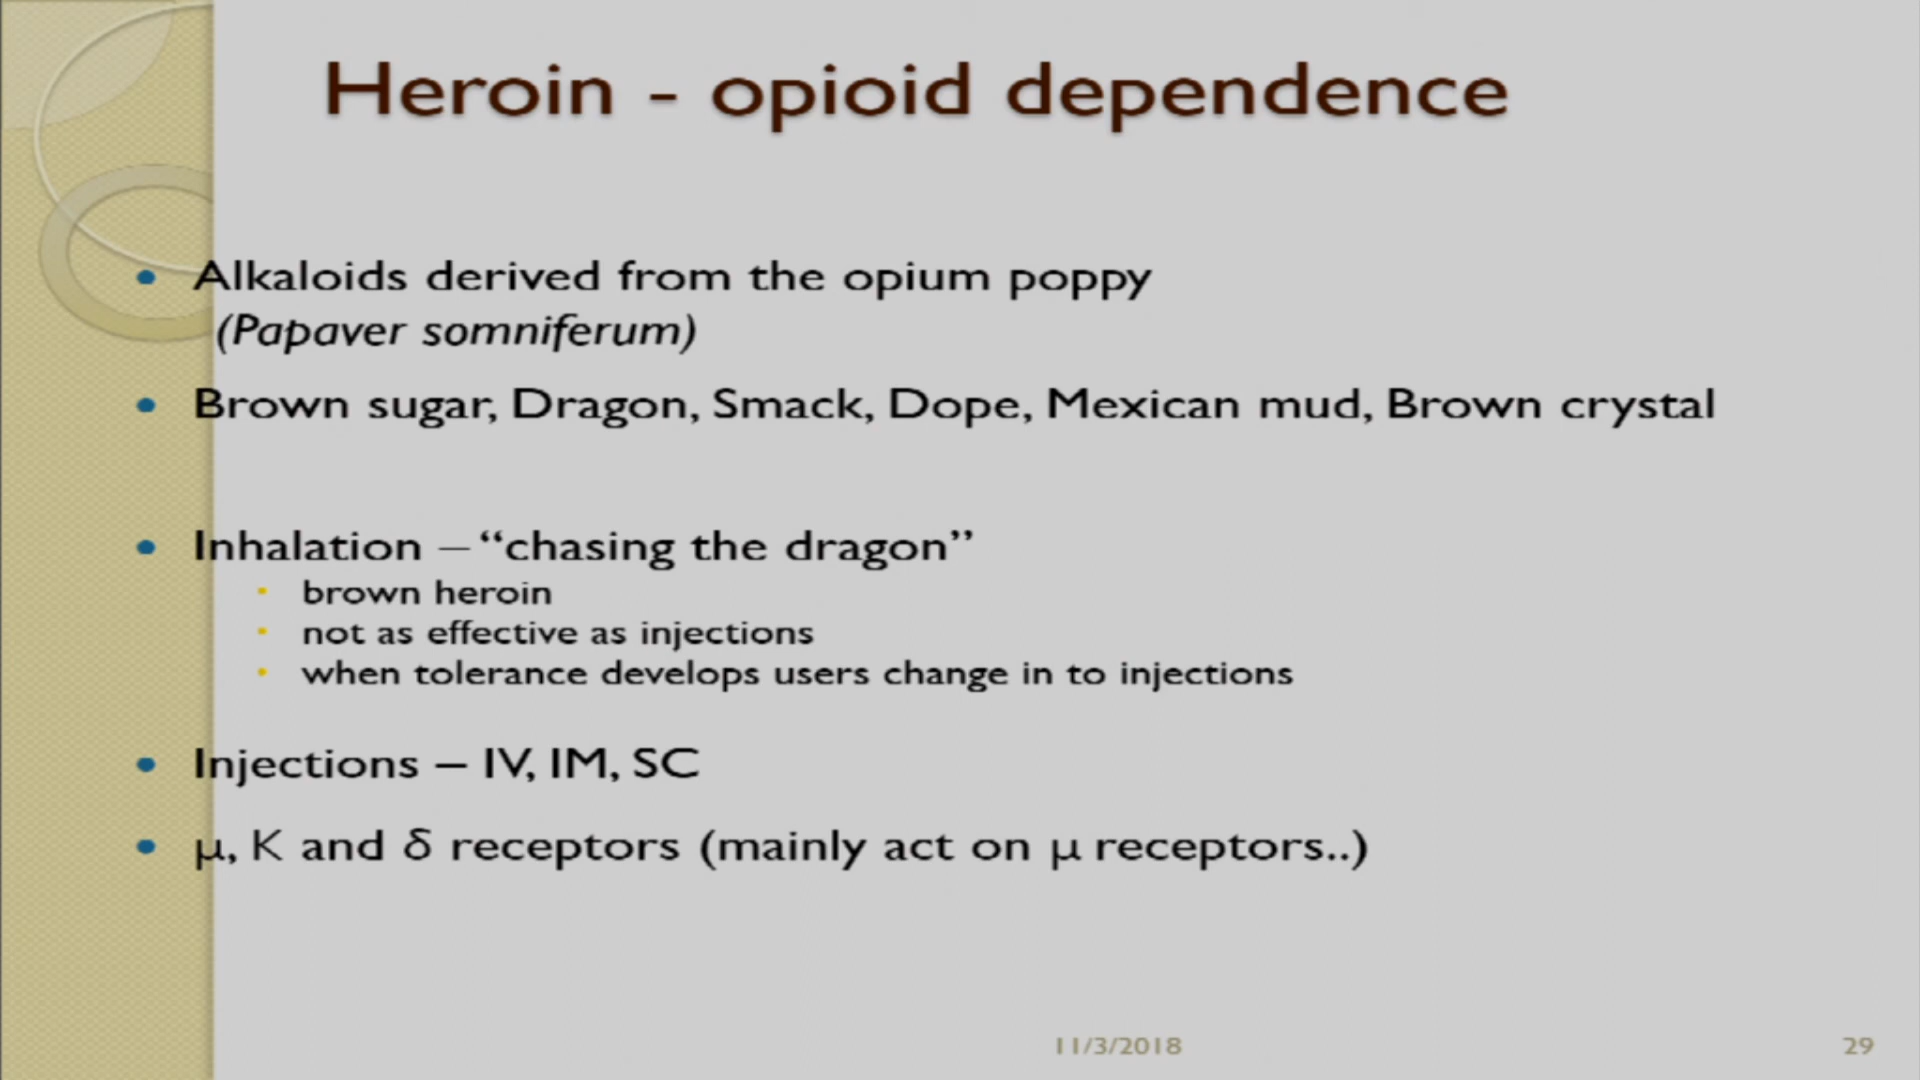 Heroin - opioid dependence
• Alkaloids derived from the opium poppy
(Papaver somniferum)
• Brown sugar, Dragon, Smack, Dope, Mexican mud, Brown crystal
• Inhalation – “chasing the dragon”
• brown heroin
• not as effective as injections
• when tolerance develops users change in to injections
• Injections – IV, IM, SC
• μ, K and δ receptors (mainly act on μ receptors..)
11/3/2018
29